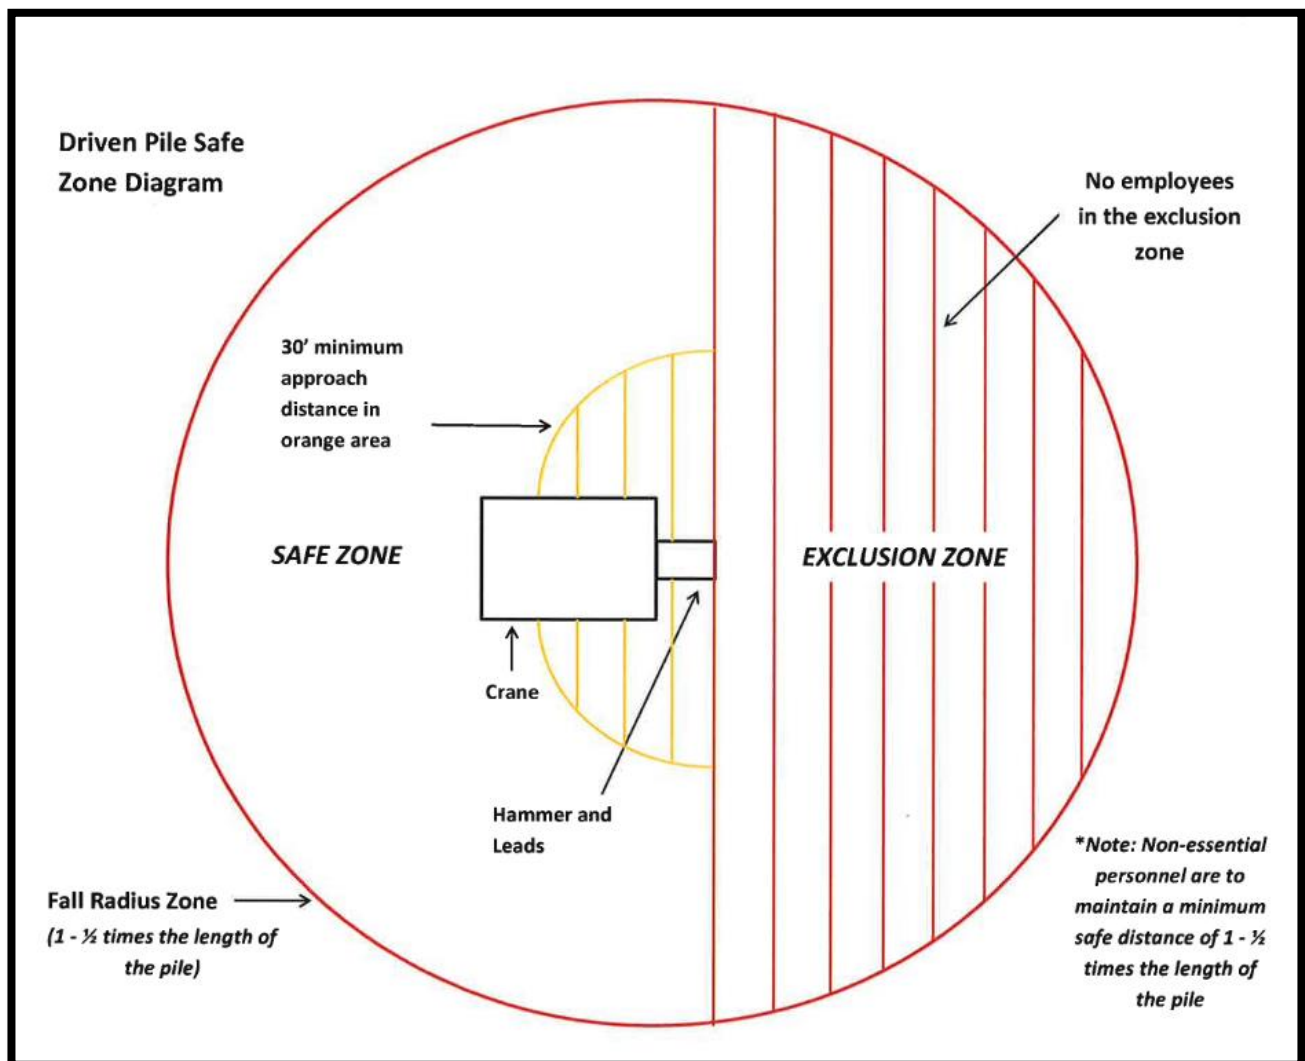 Driven Pile Safe
Zone Diagram
No employees
in the exclusion
zone
30' minimum
approach
distance in
orange area
SAFE ZONE
EXCLUSION ZONE
Crane
Hammer and
Leads
Fall Radius Zone
(1 - ½ times the length of
the pile)
*Note: Non-essential
personnel are to
maintain a minimum
safe distance of 1 - ½
times the length of
the pile